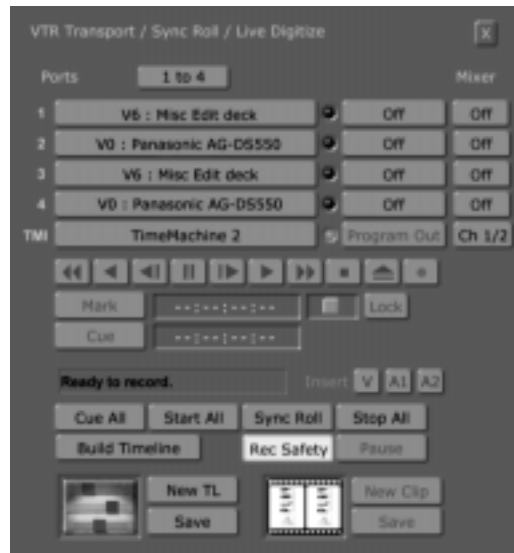 VTR Transport / Sync Roll / Live Digitize X
Ports 1 to 4 Mixer
1 V6 : Misc Edit deck Off Off
2 V0 : Panasonic AG-DS550 Off Off
3 V6 : Misc Edit deck Off Off
4 V0 : Panasonic AG-DS550 Off Off
TMI TimeMachine 2 Program Out Ch 1/2
Mark --:--:--:-- Lock
Cue --:--:--:--
Ready to record. Insert V A1 A2
Cue All Start All Sync Roll Stop All
Build Timeline Rec Safety Pause
New TL New Clip
Save Save